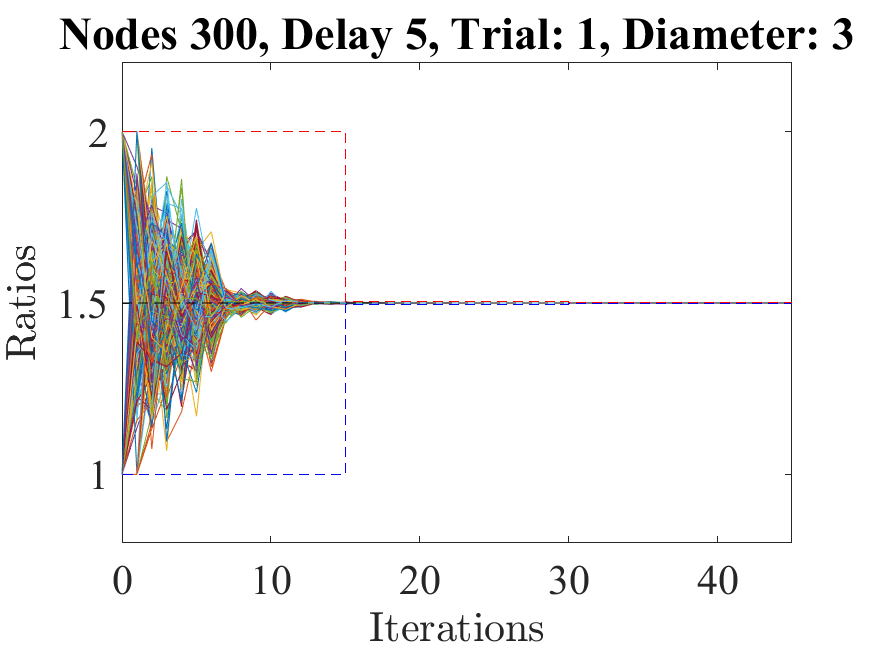 Nodes 300, Delay 5, Trial: 1, Diameter: 3
2
1.5
1
Ratios
0 10 20 30 40
Iterations